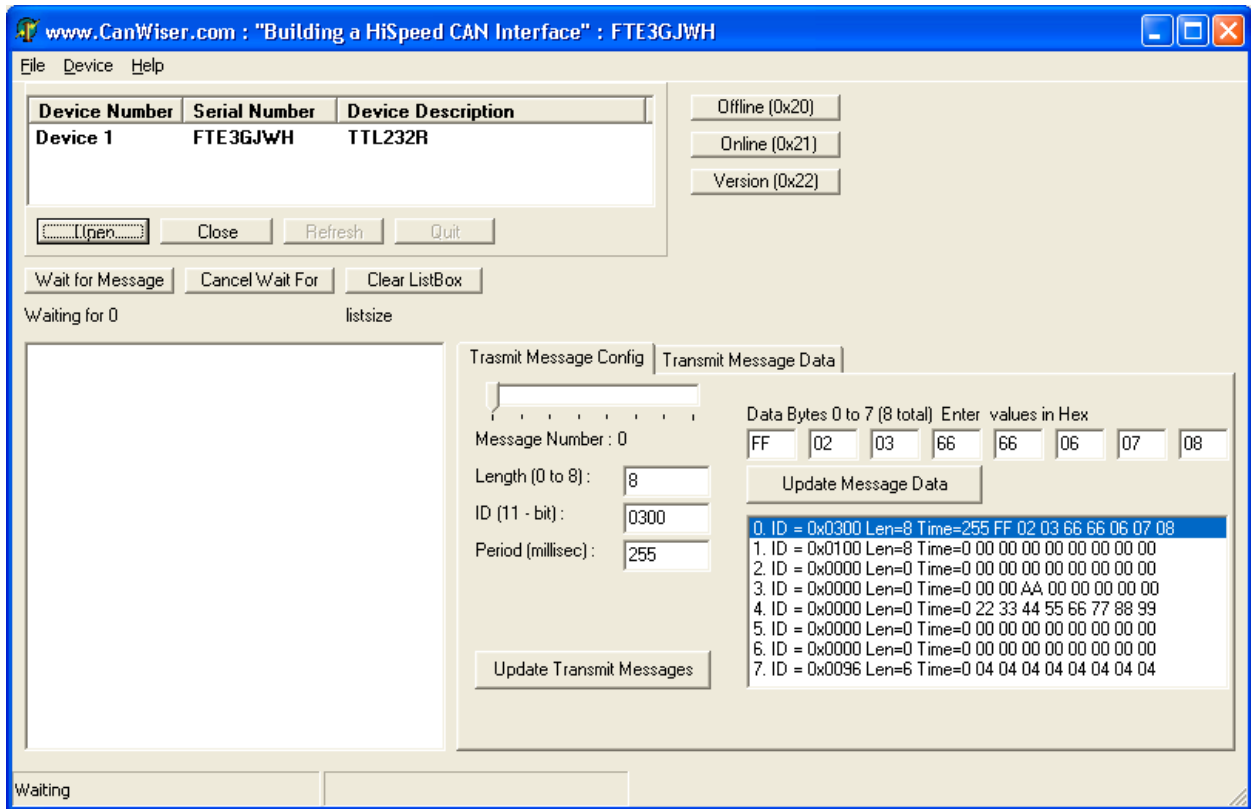 www.CanWiser.com : "Building a HiSpeed CAN Interface" : FTE3GJWH
File Device Help
Device Number Serial Number Device Description
Device 1 FTE3GJWH TTL232R
Offline (0x20)
Online (0x21)
Version (0x22)
Open Close Refresh Quit
Wait for Message Cancel Wait For Clear ListBox
Waiting for 0 listsize
Trasmit Message Config Transmit Message Data
Message Number : 0
Length (0 to 8) : 8
ID (11 - bit) : 0300
Period (millisec) : 255
Update Transmit Messages
Data Bytes 0 to 7 (8 total) Enter values in Hex
FF 02 03 66 66 06 07 08
Update Message Data
0. ID = 0x0300 Len=8 Time=255 FF 02 03 66 66 06 07 08
1. ID = 0x0100 Len=8 Time=0 00 00 00 00 00 00 00 00
2. ID = 0x0000 Len=0 Time=0 00 00 00 00 00 00 00 00
3. ID = 0x0000 Len=0 Time=0 00 00 AA 00 00 00 00 00
4. ID = 0x0000 Len=0 Time=0 22 33 44 55 66 77 88 99
5. ID = 0x0000 Len=0 Time=0 00 00 00 00 00 00 00 00
6. ID = 0x0000 Len=0 Time=0 00 00 00 00 00 00 00 00
7. ID = 0x0096 Len=6 Time=0 04 04 04 04 04 04 04 04
Waiting